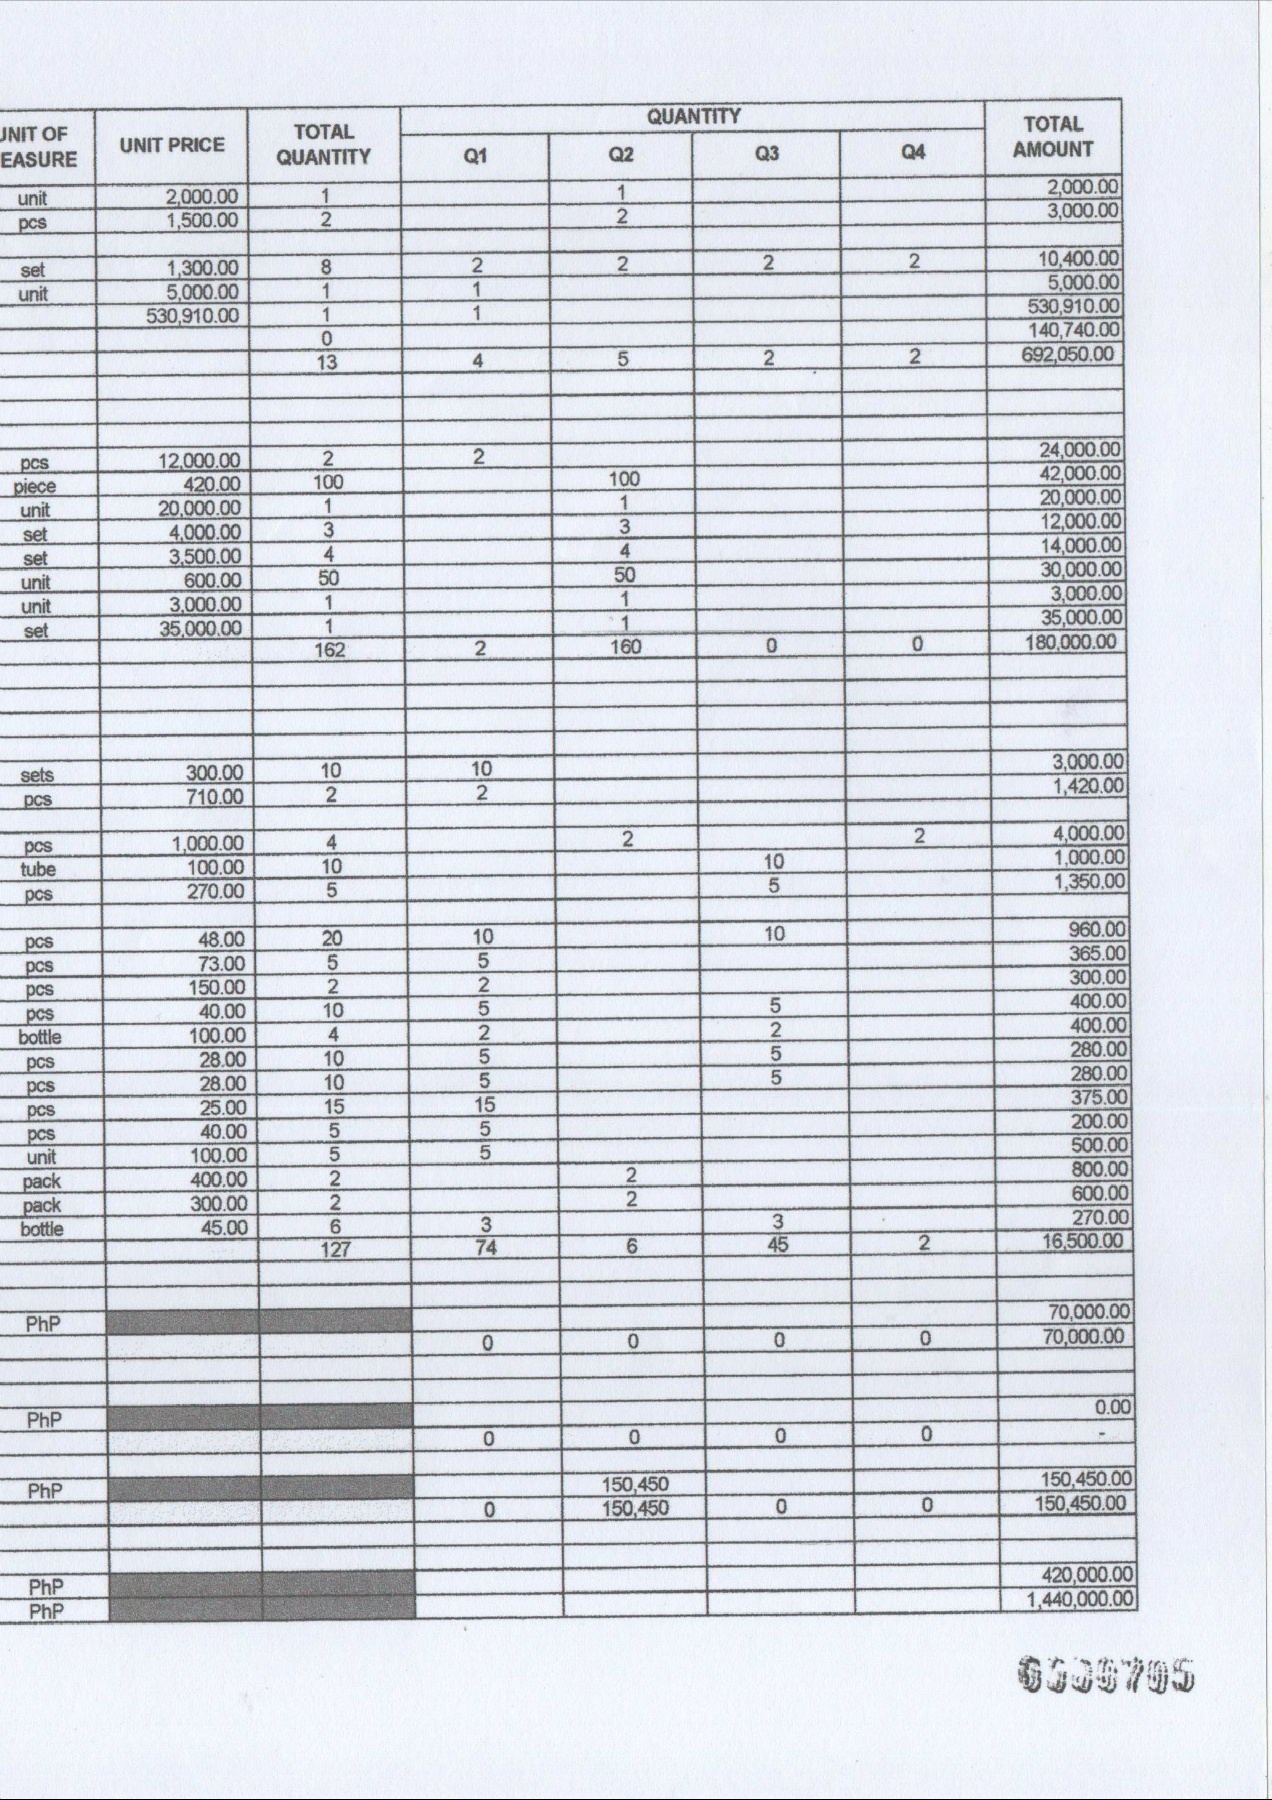 UNIT OF MEASURE UNIT PRICE TOTAL QUANTITY QUANTITY TOTAL AMOUNT
Q1 Q2 Q3 Q4
unit 2,000.00 1 1 2,000.00
pcs 1,500.00 2 2 3,000.00
set 1,300.00 8 2 2 2 2 10,400.00
unit 5,000.00 1 1 5,000.00
530,910.00 1 1 530,910.00
0 140,740.00
13 4 5 2 2 692,050.00
pcs 12,000.00 2 2 24,000.00
piece 420.00 100 100 42,000.00
unit 20,000.00 1 1 20,000.00
set 4,000.00 3 3 12,000.00
set 3,500.00 4 4 14,000.00
unit 600.00 50 50 30,000.00
unit 3,000.00 1 1 3,000.00
set 35,000.00 1 1 35,000.00
162 2 160 0 0 180,000.00
sets 300.00 10 10 3,000.00
pcs 710.00 2 2 1,420.00
pcs 1,000.00 4 2 2 4,000.00
tube 100.00 10 10 1,000.00
pcs 270.00 5 5 1,350.00
pcs 48.00 20 10 10 960.00
pcs 73.00 5 5 365.00
pcs 150.00 2 2 300.00
pcs 40.00 10 5 5 400.00
bottle 100.00 4 2 2 400.00
pcs 28.00 10 5 5 280.00
pcs 28.00 10 5 5 280.00
pcs 25.00 15 15 375.00
pcs 40.00 5 5 200.00
unit 100.00 5 5 500.00
pack 400.00 2 2 800.00
pack 300.00 2 2 600.00
bottle 45.00 6 3 3 270.00
127 74 6 45 2 16,500.00
PhP 70,000.00
0 0 0 0 70,000.00
PhP 0.00
0 0 0 0 -
PhP 150,450 150,450.00
0 150,450 0 0 150,450.00
PhP 420,000.00
PhP 1,440,000.00